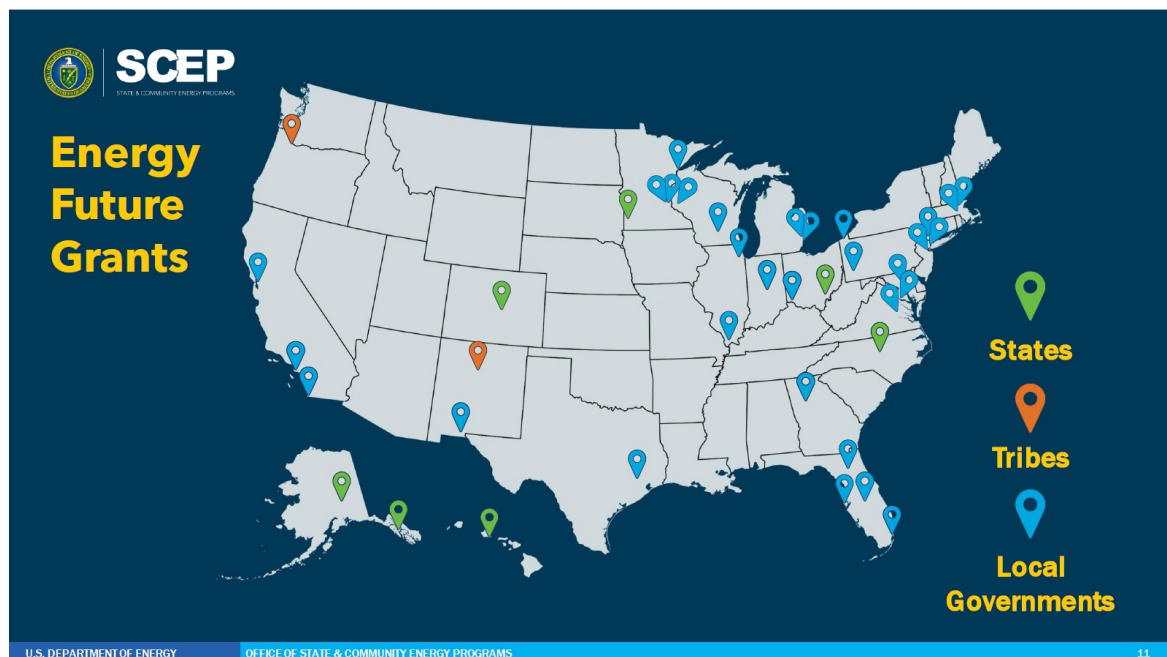 SCEP
STATE & COMMUNITY ENERGY PROGRAMS
Energy
Future
Grants
States
Tribes
Local
Governments
U.S. DEPARTMENT OF ENERGY
OFFICE OF STATE & COMMUNITY ENERGY PROGRAMS
11